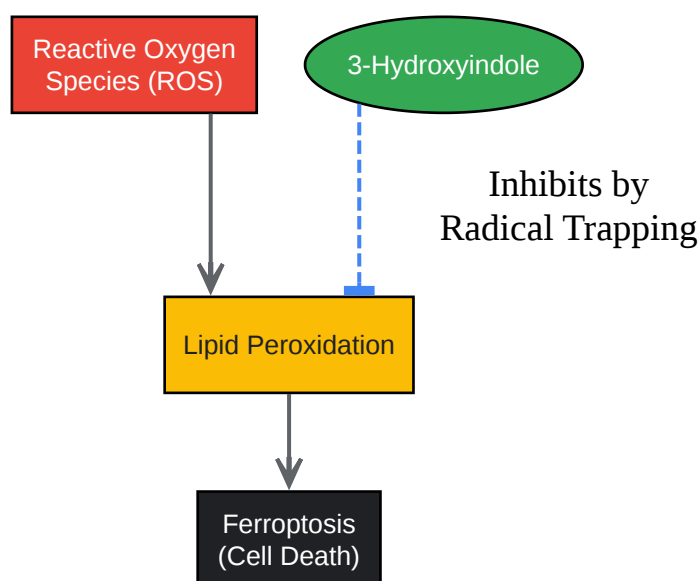 Reactive Oxygen
Species (ROS)
3-Hydroxyindole
Inhibits by
Radical Trapping
Lipid Peroxidation
Ferroptosis
(Cell Death)